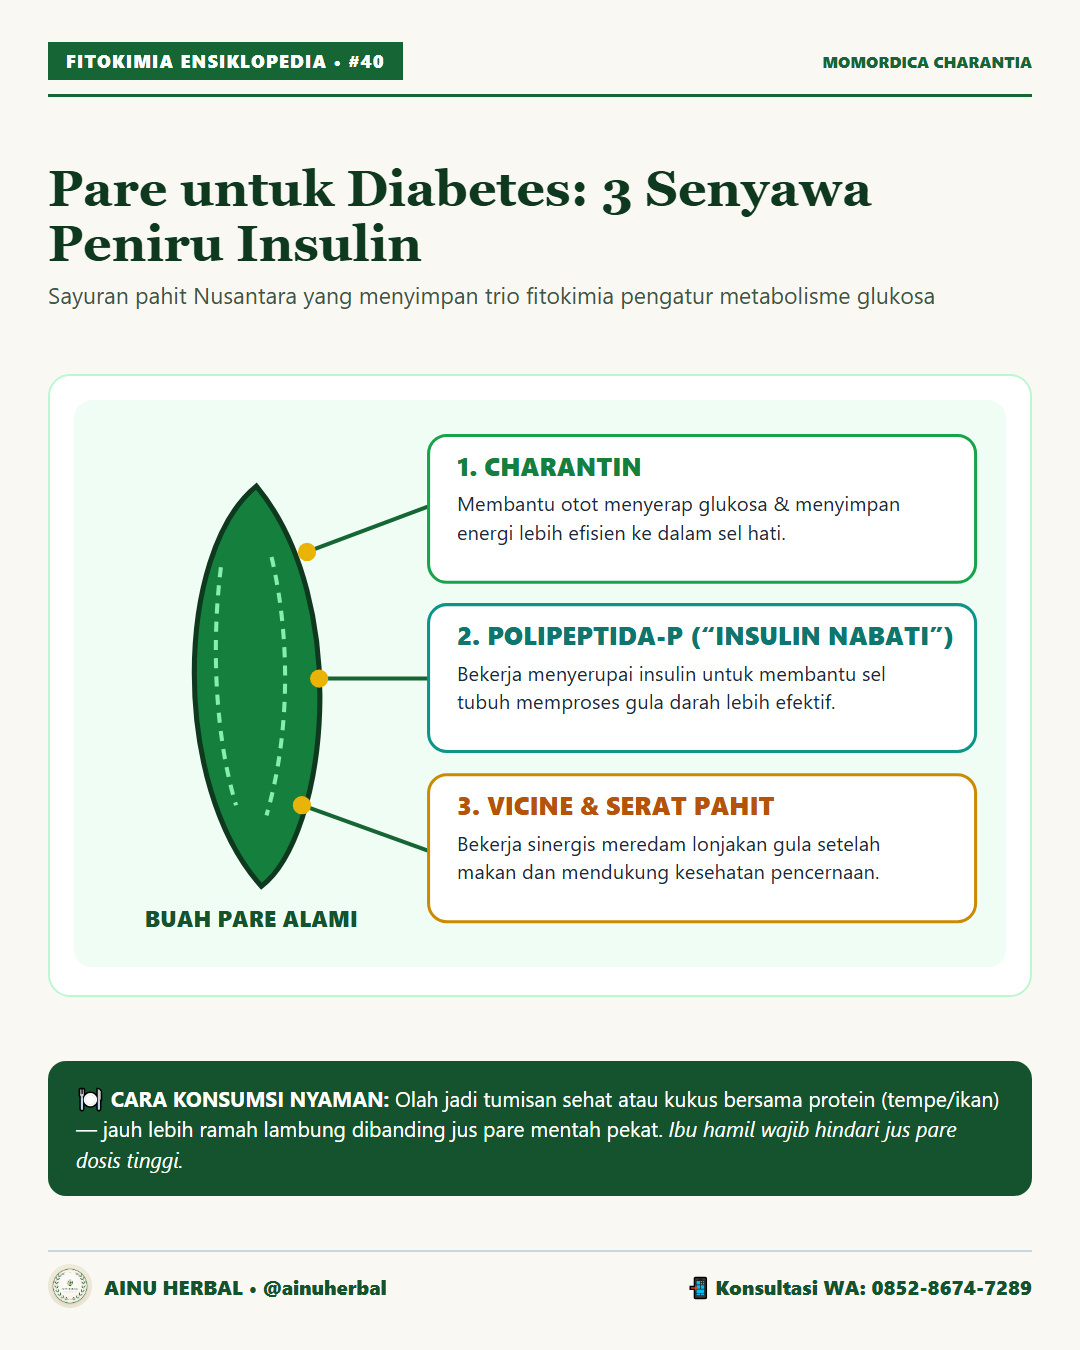 FITOKIMIA ENSIKLOPEDIA • #40
MOMORDICA CHARANTIA
Pare untuk Diabetes: 3 Senyawa
Peniru Insulin
Sayuran pahit Nusantara yang menyimpan trio fitokimia pengatur metabolisme glukosa
1. CHARANTIN
Membantu otot menyerap glukosa & menyimpan
energi lebih efisien ke dalam sel hati.
2. POLIPEPTIDA-P (“INSULIN NABATI”)
Bekerja menyerupai insulin untuk membantu sel
tubuh memproses gula darah lebih efektif.
3. VICINE & SERAT PAHIT
Bekerja sinergis meredam lonjakan gula setelah
makan dan mendukung kesehatan pencernaan.
BUAH PARE ALAMI
🍽️ CARA KONSUMSI NYAMAN: Olah jadi tumisan sehat atau kukus bersama protein (tempe/ikan)
— jauh lebih ramah lambung dibanding jus pare mentah pekat. Ibu hamil wajib hindari jus pare
dosis tinggi.
AINU HERBAL • @ainuherbal
📲 Konsultasi WA: 0852-8674-7289